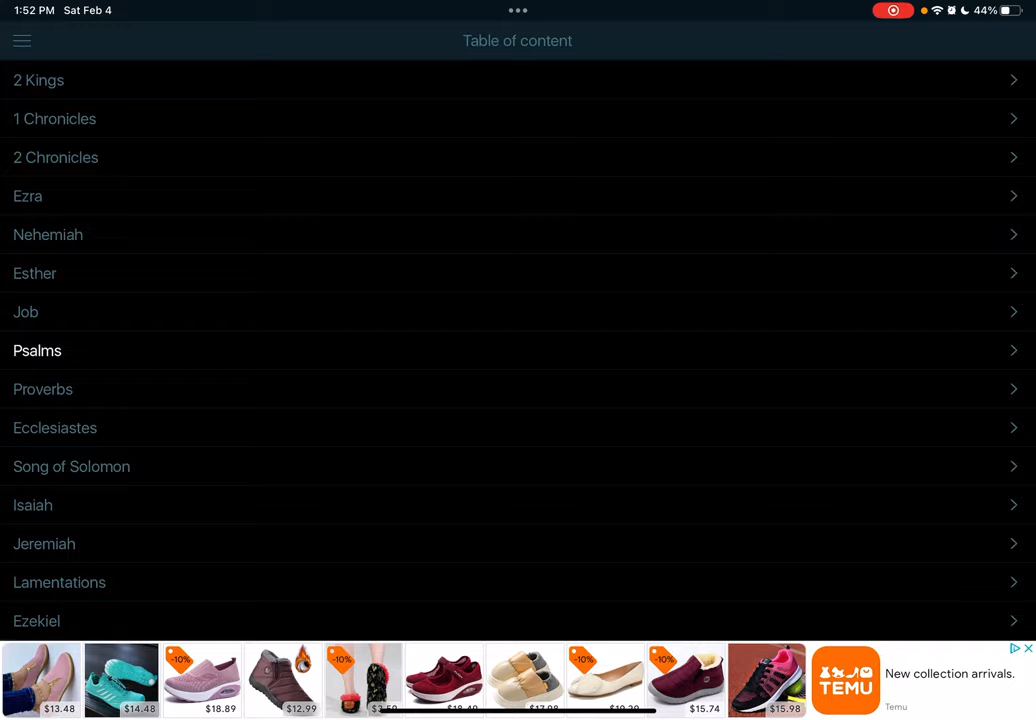 1:52 PM Sat Feb 4
44%
Table of content
2 Kings
1 Chronicles
2 Chronicles
Ezra
Nehemiah
Esther
Job
Psalms
Proverbs
Ecclesiastes
Song of Solomon
Isaiah
Jeremiah
Lamentations
Ezekiel
-10% -10% -10% -10%
$13.48 $14.48 $18.89 $12.99 $15.74 $15.98
TEMU
New collection arrivals.
Temu